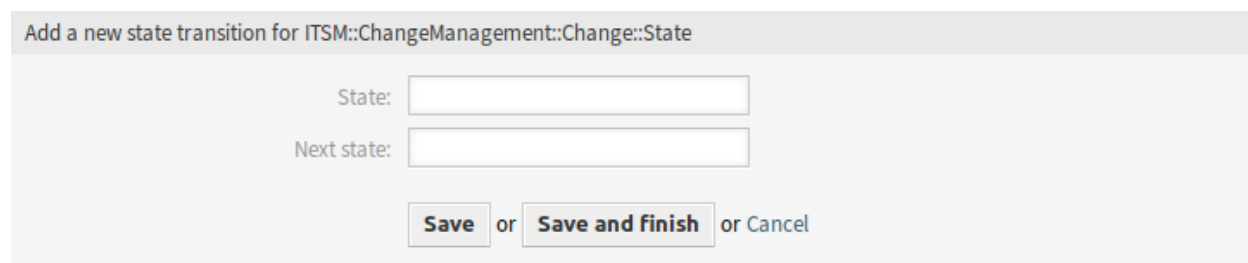 Add a new state transition for ITSM::ChangeManagement::Change::State
State:
Next state:
Save or Save and finish or Cancel